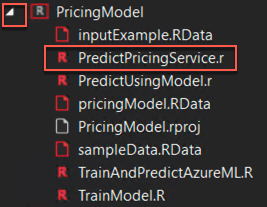 PricingModel
inputExample.RData
PredictPricingService.r
PredictUsingModel.r
pricingModel.RData
PricingModel.rproj
sampleData.RData
TrainAndPredictAzureML.R
TrainModel.R